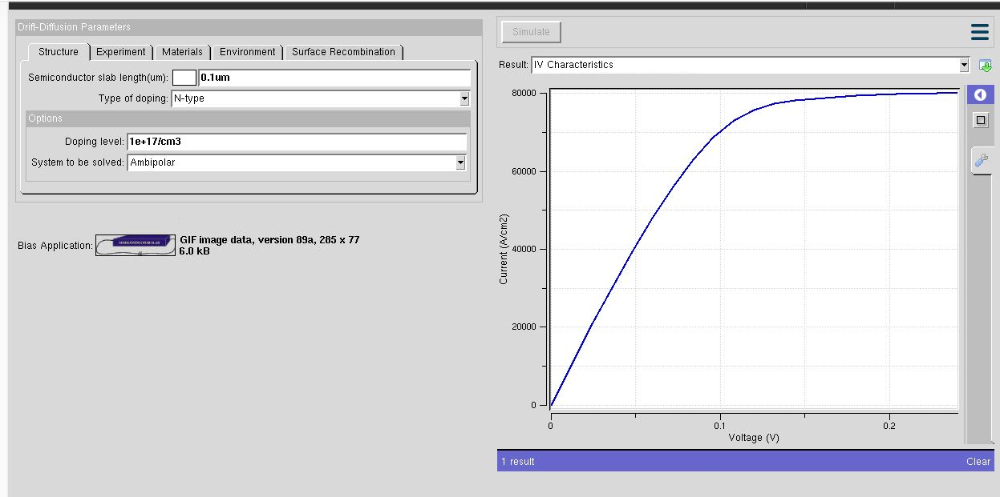 Drift-Diffusion Parameters
Structure Experiment Materials Environment Surface Recombination
Semiconductor slab length(um): 0.1um
Type of doping: N-type
Options
Doping level: 1e+17/cm3
System to be solved: Ambipolar
Bias Application: SEMICONDUCTOR SLAB GIF image data, version 89a, 285 x 77
6.0 kB
Simulate
Result: IV Characteristics
80000
60000
40000
20000
0
Current (A/cm2)
0 0.1 0.2
Voltage (V)
1 result Clear